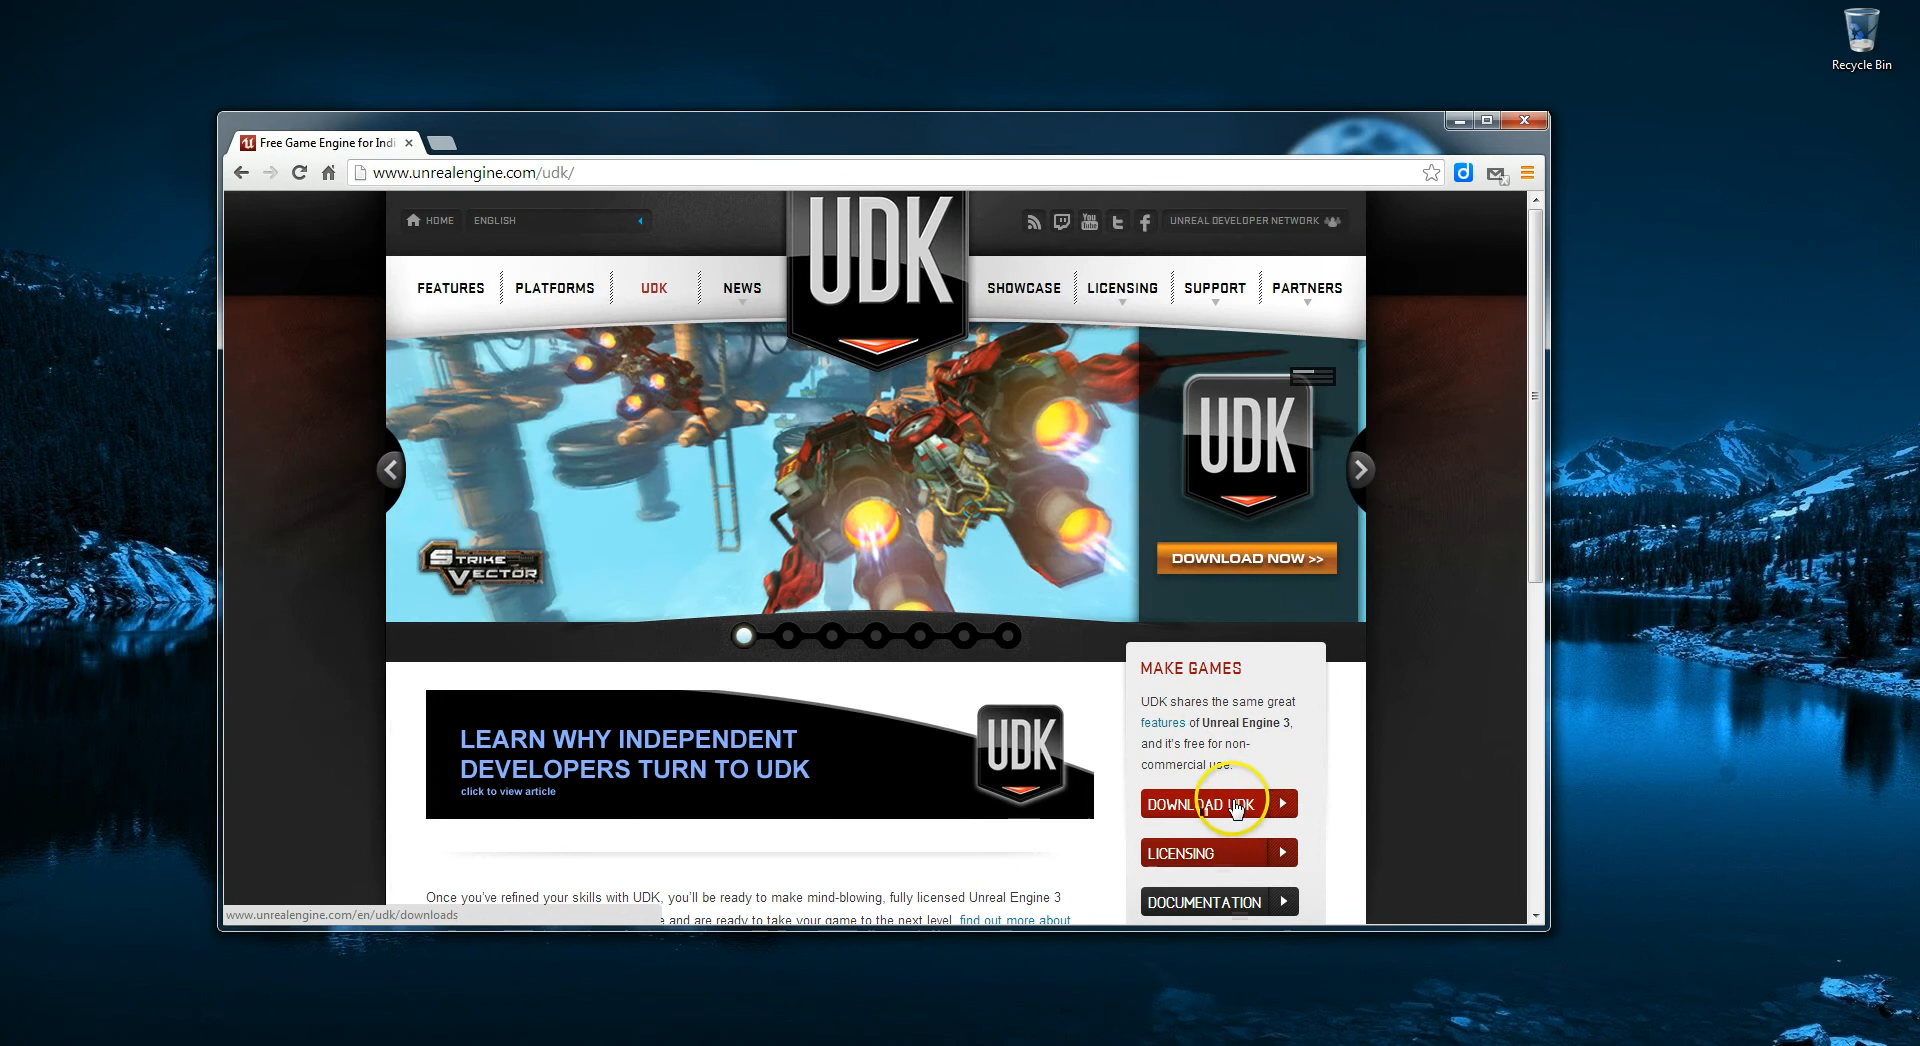 Recycle Bin
Free Game Engine for Indi
www.unrealengine.com/udk/
HOME
ENGLISH
You Tube
UNREAL DEVELOPER NETWORK
FEATURES
PLATFORMS
UDK
NEWS
UDK
SHOWCASE
LICENSING
SUPPORT
PARTNERS
UDK
STRIKE
VECTOR
DOWNLOAD NOW >>
LEARN WHY INDEPENDENT
DEVELOPERS TURN TO UDK
click to view article
UDK
MAKE GAMES
UDK shares the same great
features of Unreal Engine 3,
and it's free for non-
commercial use.
DOWNLOAD UDK
LICENSING
DOCUMENTATION
Once you've refined your skills with UDK, you'll be ready to make mind-blowing, fully licensed Unreal Engine 3
and are ready to take your game to the next level, find out more about
www.unrealengine.com/en/udk/downloads